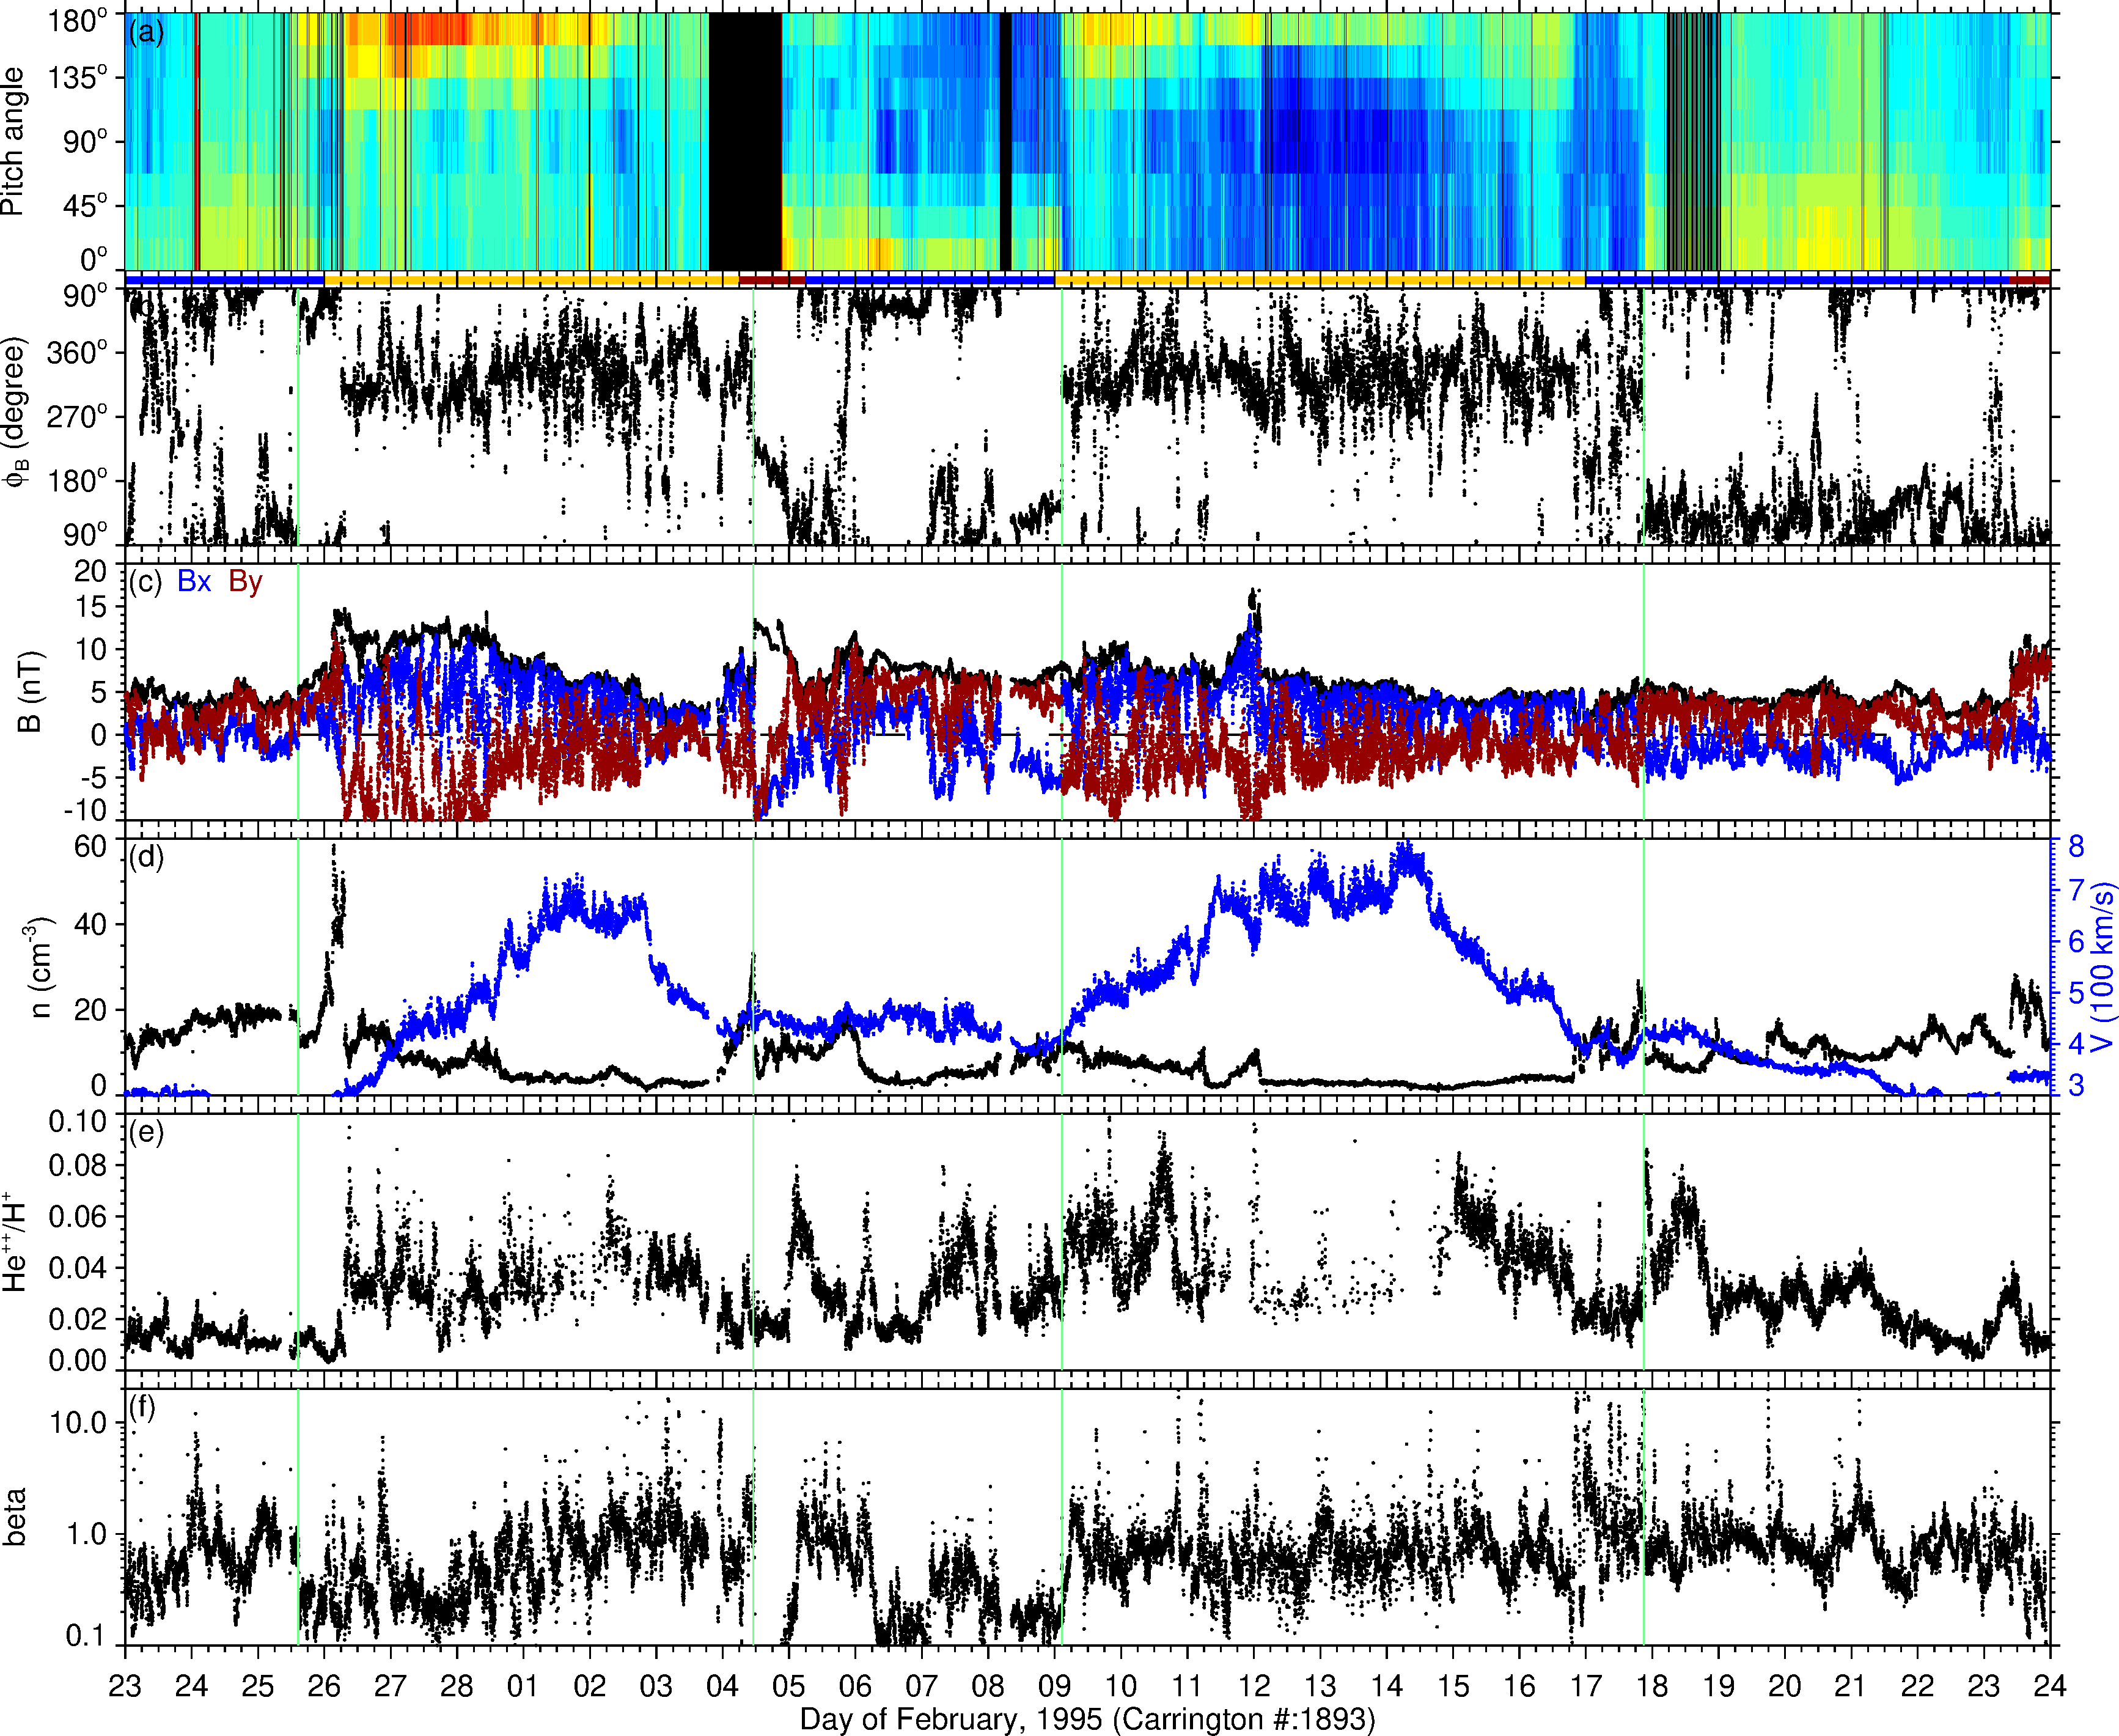 (a)
180°
135°
90°
45°
0°
Pitch angle
90°
360°
270°
180°
90°
ϕB (degree)
(c) Bx By
20
15
10
5
0
-5
-10
B (nT)
(d)
60
40
20
0
n (cm-3)
8
7
6
5
4
3
V (100 km/s)
(e)
0.10
0.08
0.06
0.04
0.02
0.00
He++/H+
(f)
10.0
1.0
0.1
beta
23 24 25 26 27 28 01 02 03 04 05 06 07 08 09 10 11 12 13 14 15 16 17 18 19 20 21 22 23 24
Day of February, 1995 (Carrington #:1893)